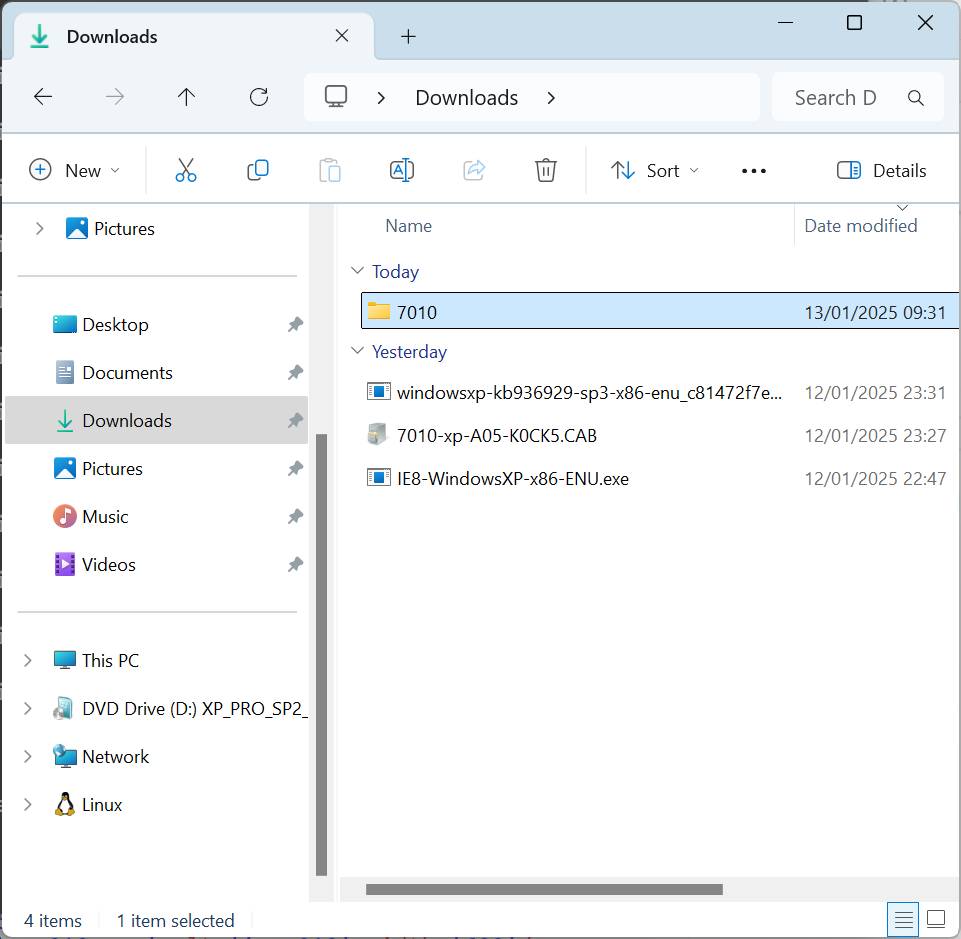 Downloads
Downloads
Search D
New
Sort
Details
Pictures
Desktop
Documents
Downloads
Pictures
Music
Videos
This PC
DVD Drive (D:) XP_PRO_SP2_
Network
Linux
Name
Date modified
Today
7010 13/01/2025 09:31
Yesterday
windowsxp-kb936929-sp3-x86-enu_c81472f7e... 12/01/2025 23:31
7010-xp-A05-K0CK5.CAB 12/01/2025 23:27
IE8-WindowsXP-x86-ENU.exe 12/01/2025 22:47
4 items 1 item selected